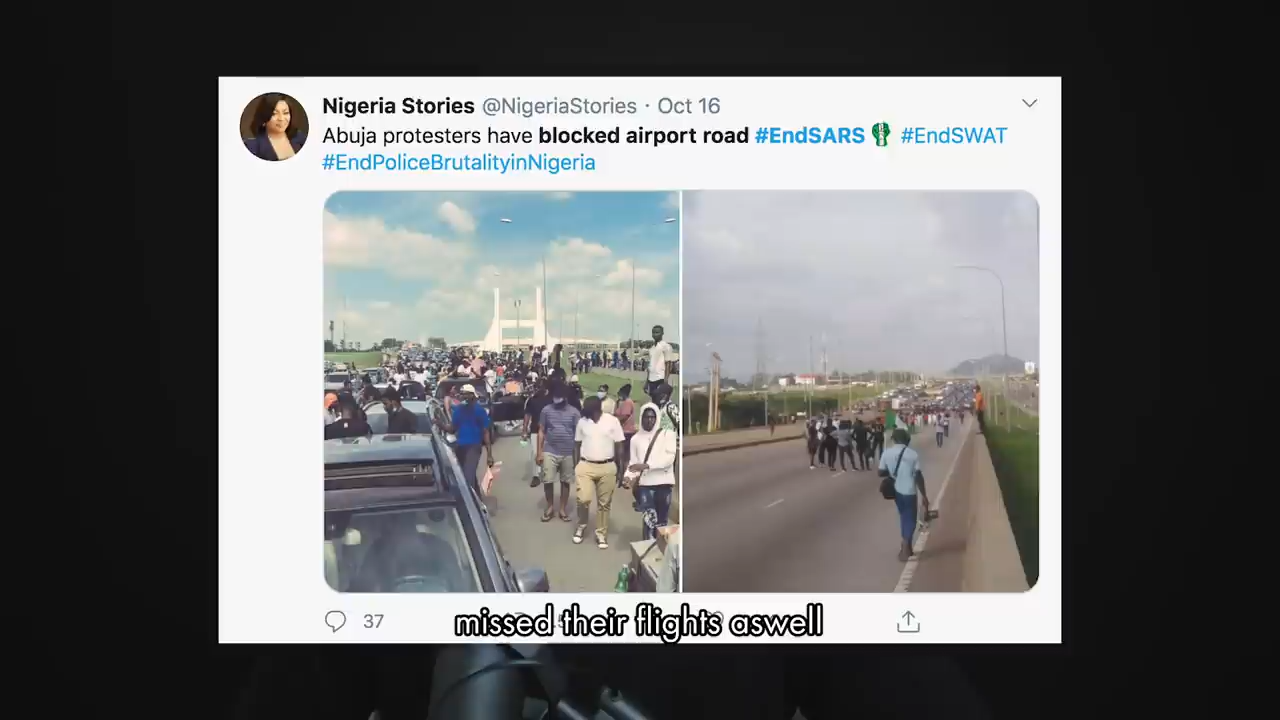 Nigeria Stories @NigeriaStories · Oct 16
Abuja protesters have blocked airport road #EndSARS #EndSWAT
#EndPoliceBrutalityinNigeria
37
missed their flights aswell